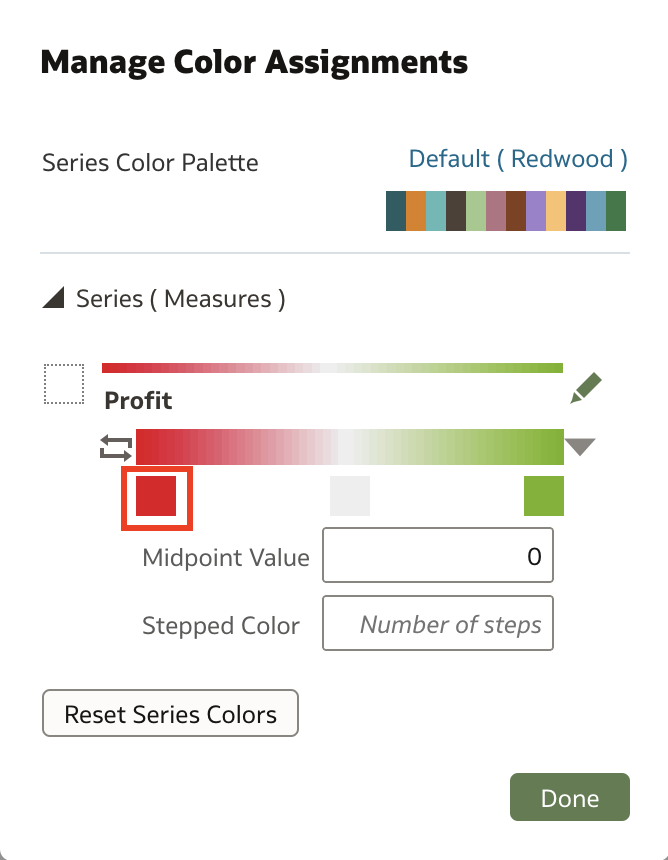 Manage Color Assignments
Series Color Palette
Default ( Redwood )
Series ( Measures )
Profit
Midpoint Value
0
Stepped Color
Number of steps
Reset Series Colors
Done